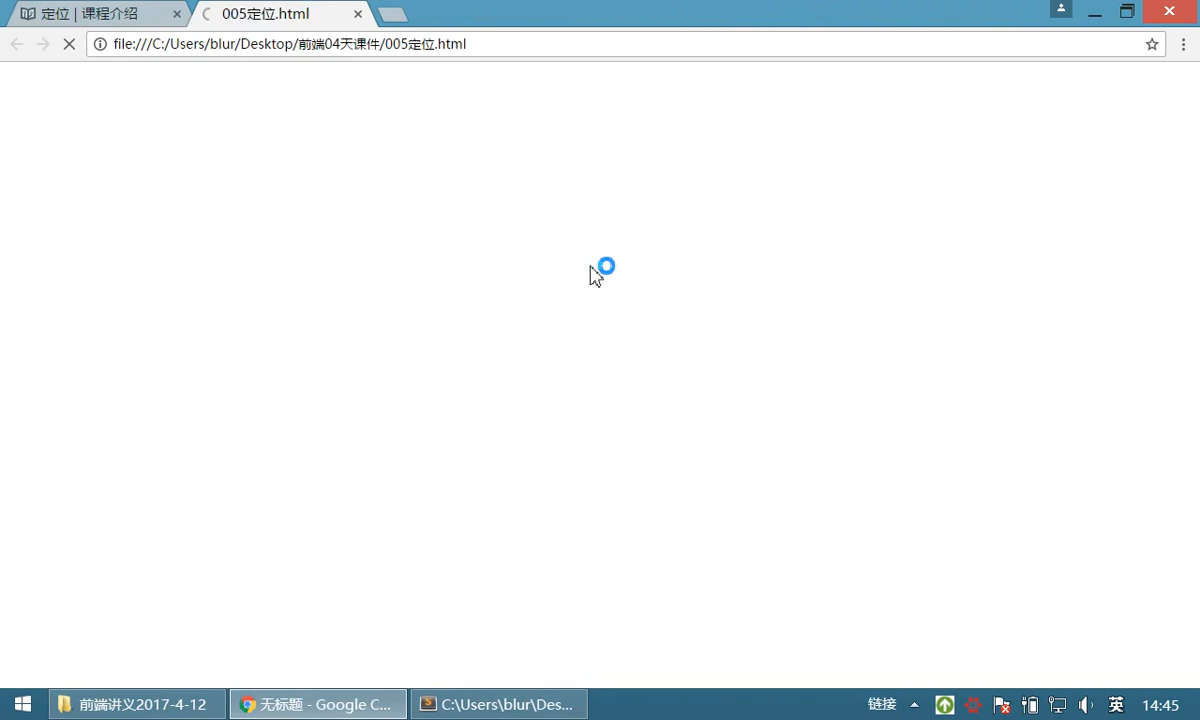 定位 | 课程介绍
005定位.html
file:///C:/Users/blur/Desktop/前端04天课件/005定位.html
前端讲义2017-4-12
无标题 - Google C...
C:\Users\blur\Des...
链接
英
14:45